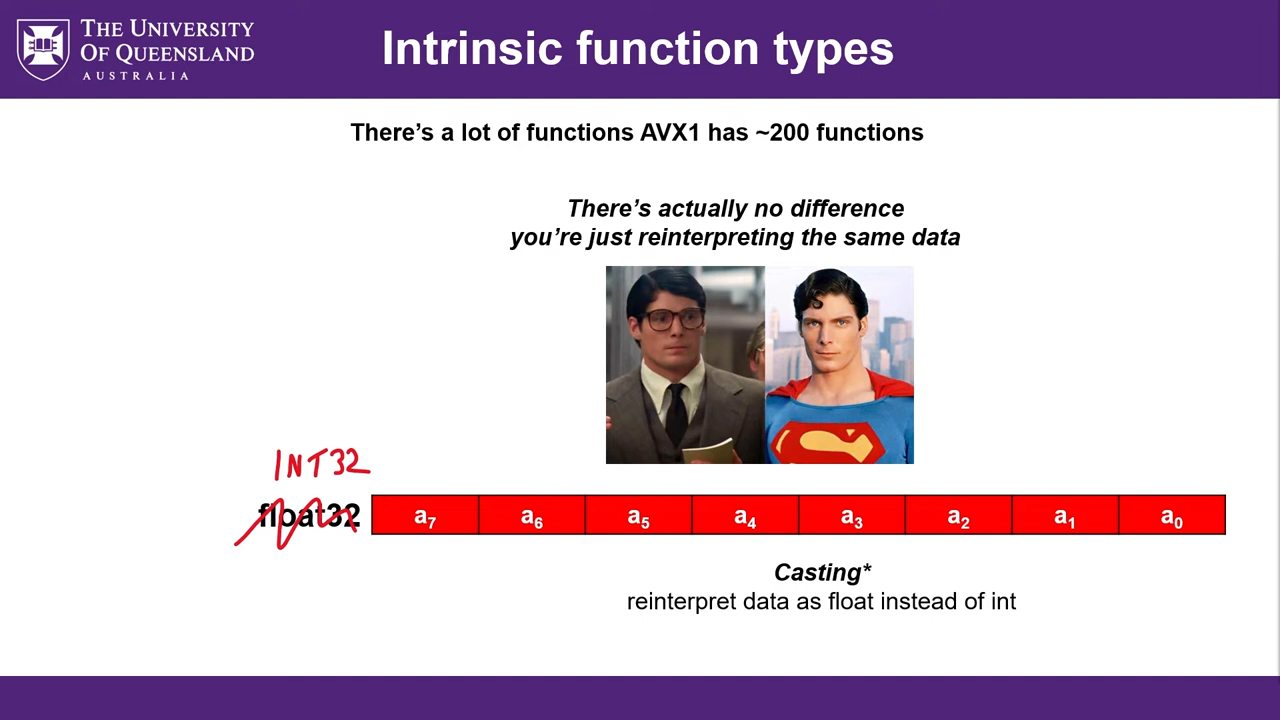 THE UNIVERSITY
OF QUEENSLAND
AUSTRALIA
Intrinsic function types
There's a lot of functions AVX1 has ~200 functions
There's actually no difference
you're just reinterpreting the same data
INT32
float32 a7 a6 a5 a4 a3 a2 a1 a0
Casting*
reinterpret data as float instead of int